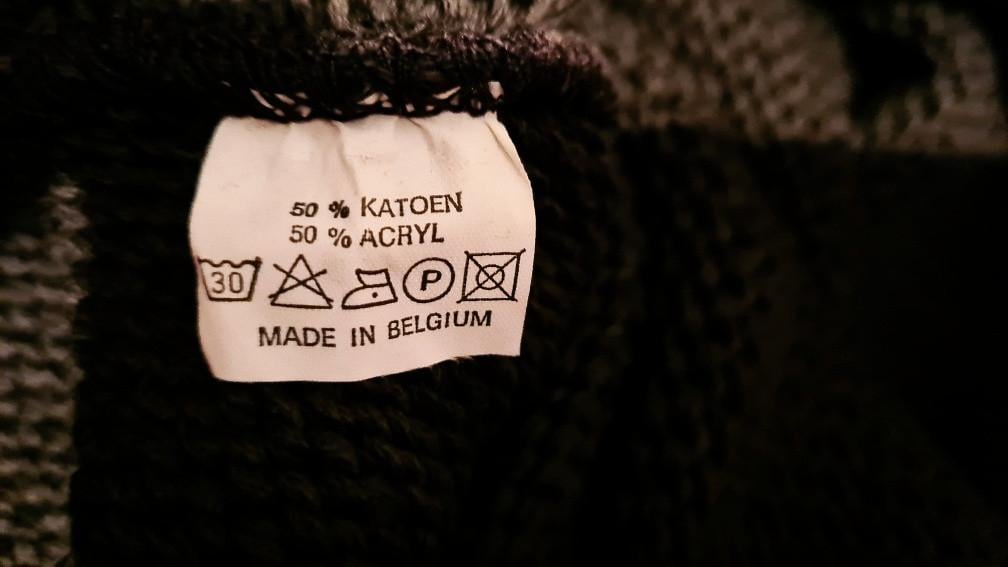 50 % KATOEN
50 % ACRYL
30 P
MADE IN BELGIUM